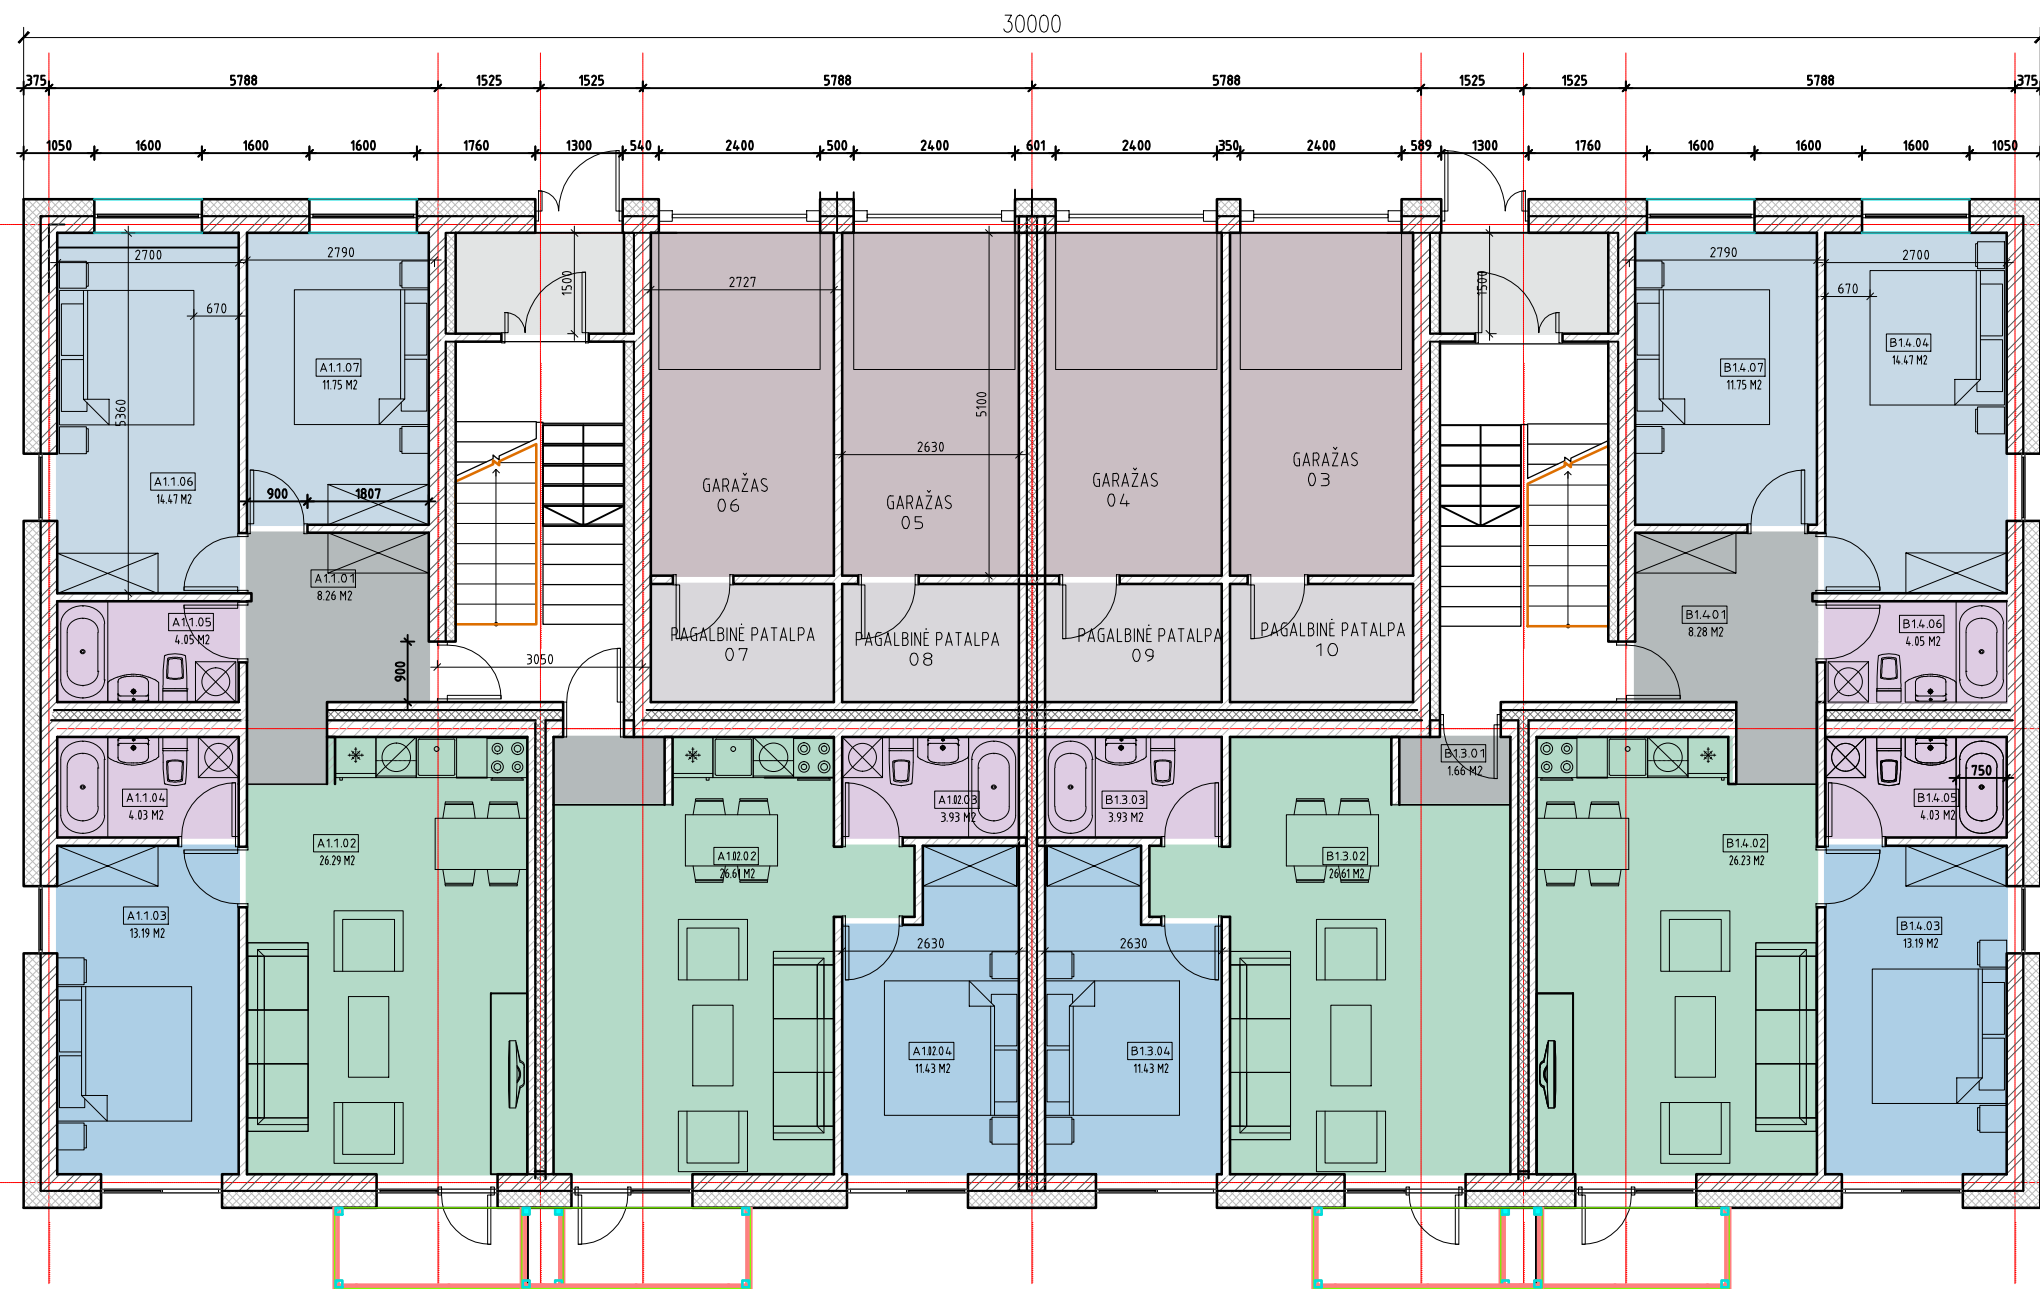 30000
375 5788 1525 1525 5788 5788 1525 1525 5788 375
1050 1600 1600 1600 1760 1300 540 2400 500 2400 601 2400 350 2400 589 1300 1760 1600 1600 1600 1050
2700 2790 1500 2727 5100 1500 2790 2700
670 670
A1.1.07
11.75 M2
B1.4.07
11.75 M2
B1.4.04
14.47 M2
5360
2630
A1.1.06
14.47 M2
900 1807
GARAŽAS
06
GARAŽAS
05
GARAŽAS
04
GARAŽAS
03
A1.1.01
8.26 M2
A1.1.05
4.05 M2
900
3050
PAGALBINĖ PATALPA
07
PAGALBINĖ PATALPA
08
PAGALBINĖ PATALPA
09
PAGALBINĖ PATALPA
10
B1.4.01
8.28 M2
B1.4.06
4.05 M2
A1.1.04
4.03 M2
A1.02.03
3.93 M2
B1.3.03
3.93 M2
B1.3.01
1.66 M2
750
B1.4.05
4.03 M2
A1.1.02
26.29 M2
A1.02.02
26.61 M2
B1.3.02
26.61 M2
B1.4.02
26.23 M2
A1.1.03
13.19 M2
2630 2630
B1.4.03
13.19 M2
A1.02.04
11.43 M2
B1.3.04
11.43 M2